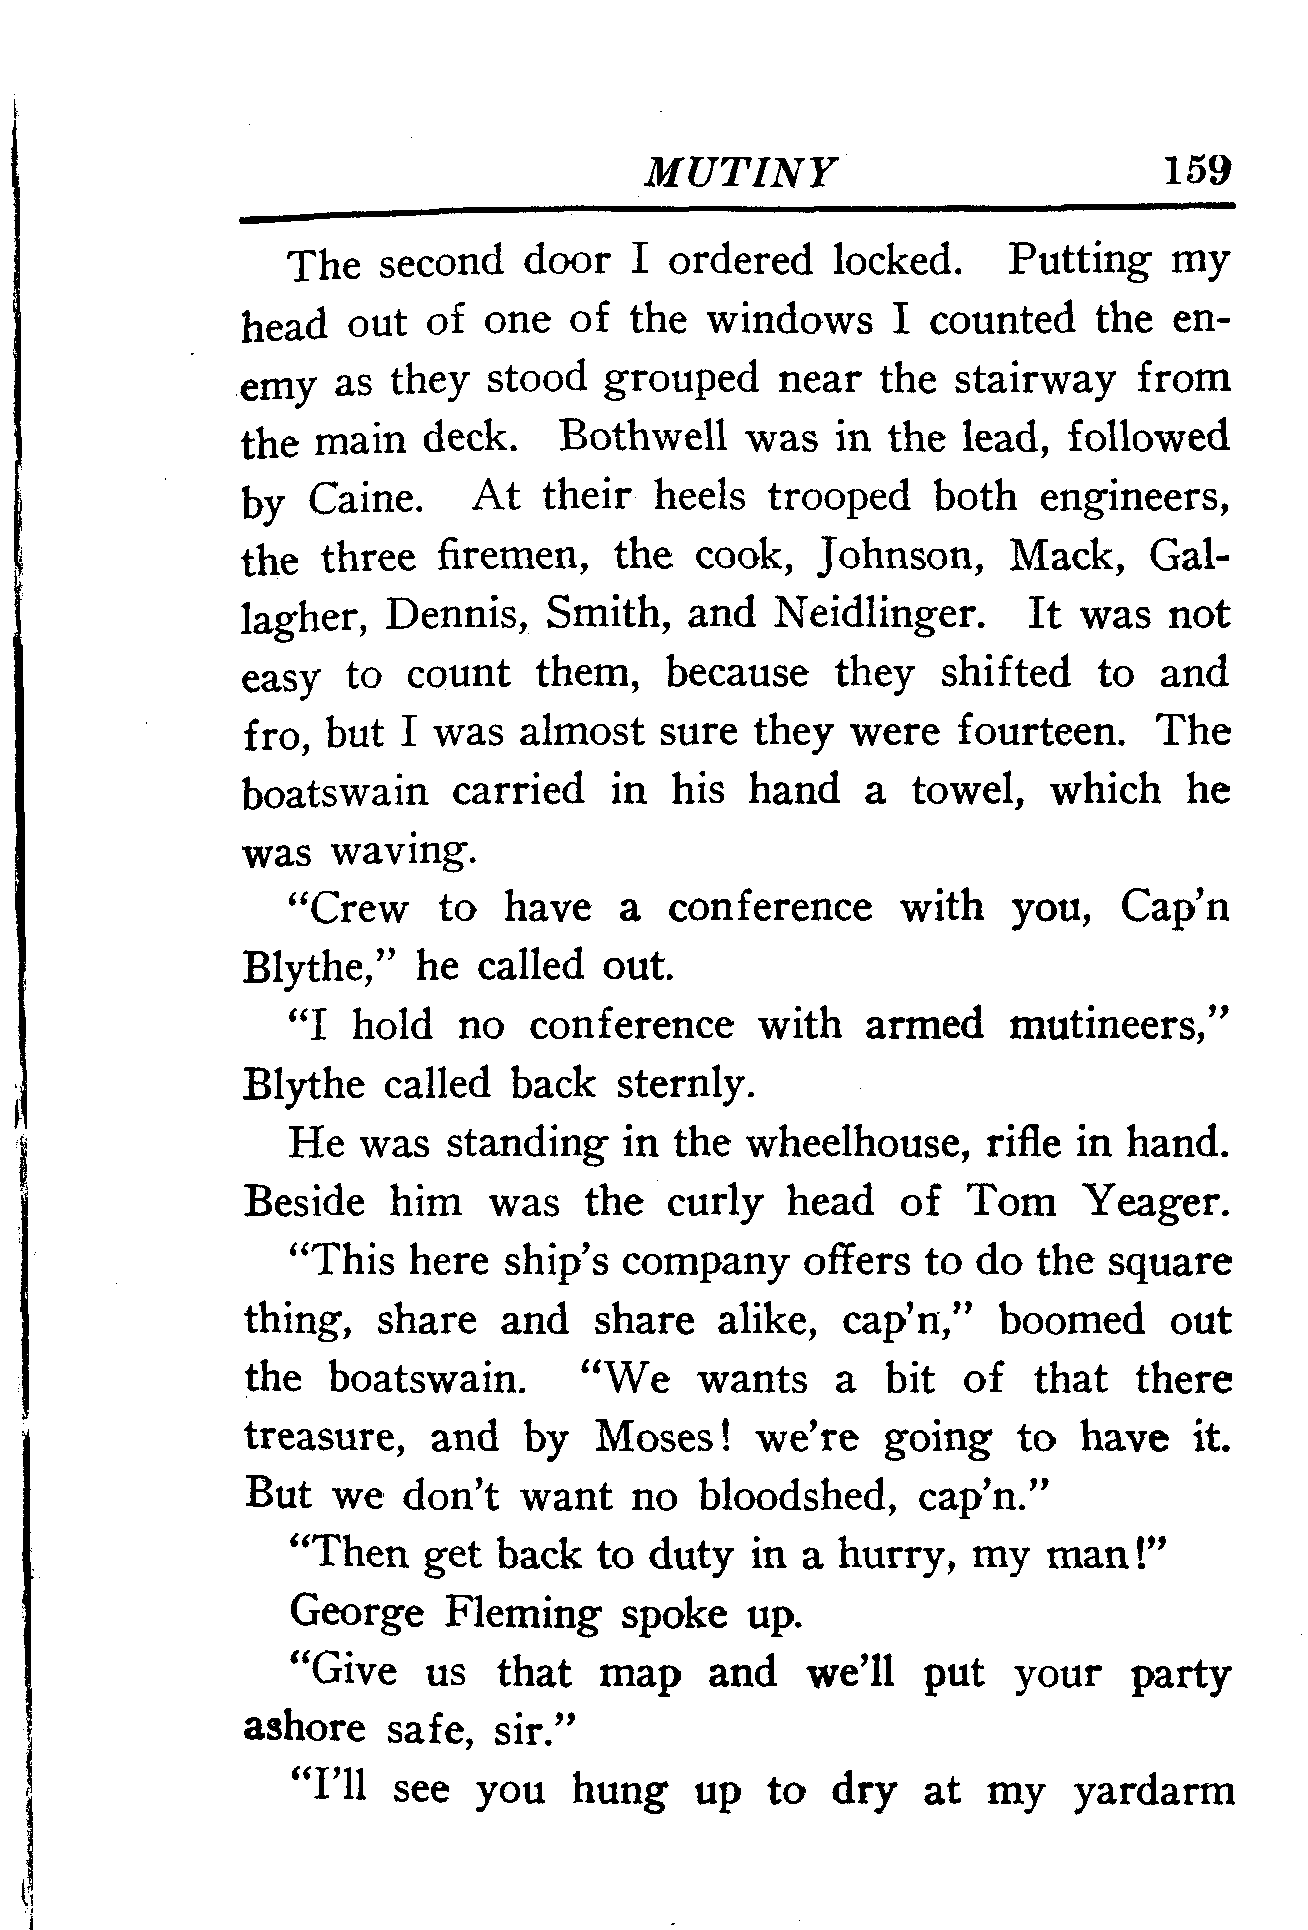 MUTINY 159
The second door I ordered locked. Putting my
head out of one of the windows I counted the en-
emy as they stood grouped near the stairway from
the main deck. Bothwell was in the lead, followed
by Caine. At their heels trooped both engineers,
the three firemen, the cook, Johnson, Mack, Gal-
lagher, Dennis, Smith, and Neidlinger. It was not
easy to count them, because they shifted to and
fro, but I was almost sure they were fourteen. The
boatswain carried in his hand a towel, which he
was waving.
“Crew to have a conference with you, Cap’n
Blythe,” he called out.
“I hold no conference with armed mutineers,”
Blythe called back sternly.
He was standing in the wheelhouse, rifle in hand.
Beside him was the curly head of Tom Yeager.
“This here ship’s company offers to do the square
thing, share and share alike, cap’n,” boomed out
the boatswain. “We wants a bit of that there
treasure, and by Moses! we’re going to have it.
But we don’t want no bloodshed, cap’n.”
“Then get back to duty in a hurry, my man!”
George Fleming spoke up.
“Give us that map and we’ll put your party
ashore safe, sir.”
“I’ll see you hung up to dry at my yardarm